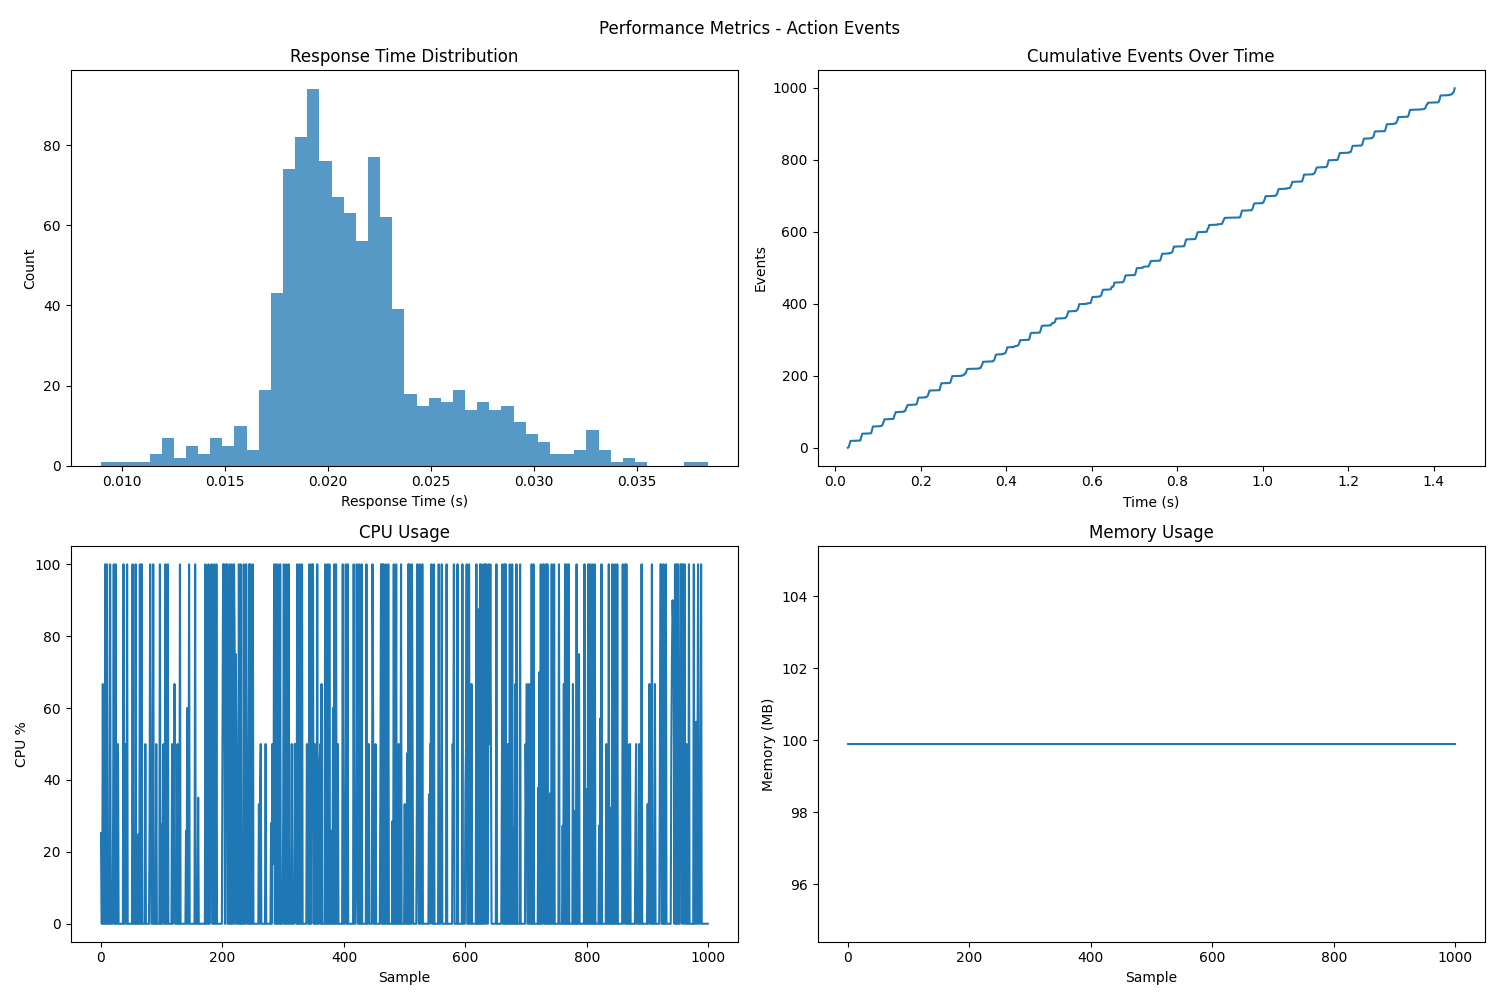 Performance Metrics - Action Events
Response Time Distribution
Count
80
60
40
20
0
0.010 0.015 0.020 0.025 0.030 0.035
Response Time (s)
Cumulative Events Over Time
Events
1000
800
600
400
200
0
0.0 0.2 0.4 0.6 0.8 1.0 1.2 1.4
Time (s)
CPU Usage
CPU %
100
80
60
40
20
0
0 200 400 600 800 1000
Sample
Memory Usage
Memory (MB)
104
102
100
98
96
0 200 400 600 800 1000
Sample